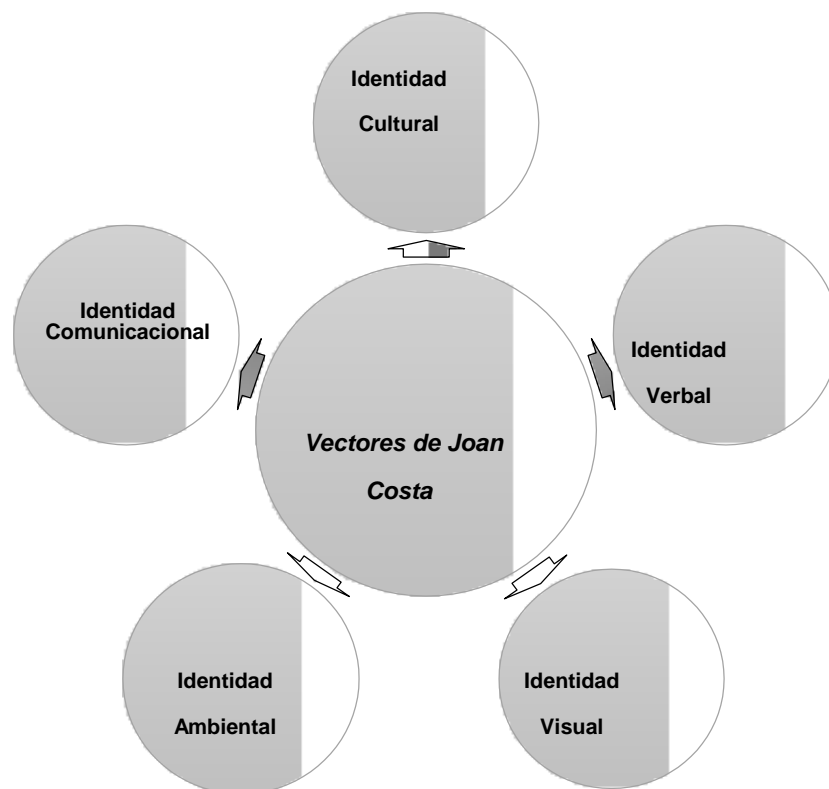 Identidad
Cultural
Identidad
Comunicacional
Identidad
Verbal
Vectores de Joan
Costa
Identidad
Ambiental
Identidad
Visual